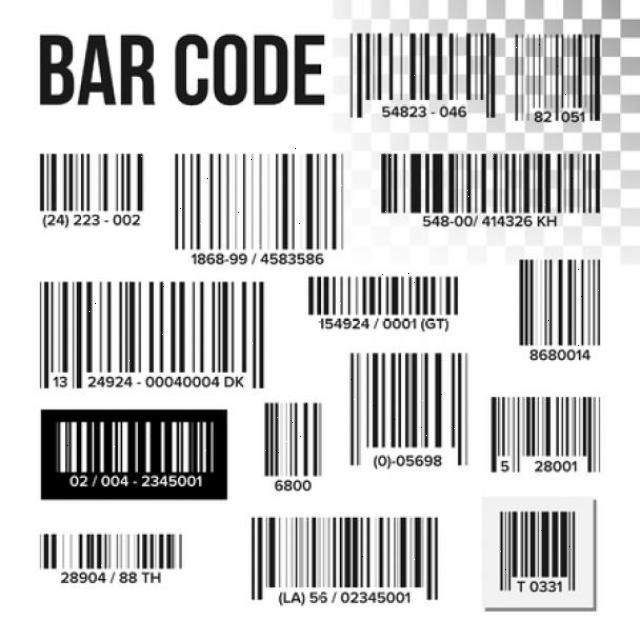 BAR CODE
54823 - 046
82 051
(24) 223 - 002
1868-99 / 4583586
548-00/ 414326 KH
154924 / 0001 (GT)
8680014
13 24924 - 00040004 DK
(0)-05698
02 / 004 - 2345001
6800
5 28001
28904 / 88 TH
(LA) 56 / 02345001
T 0331